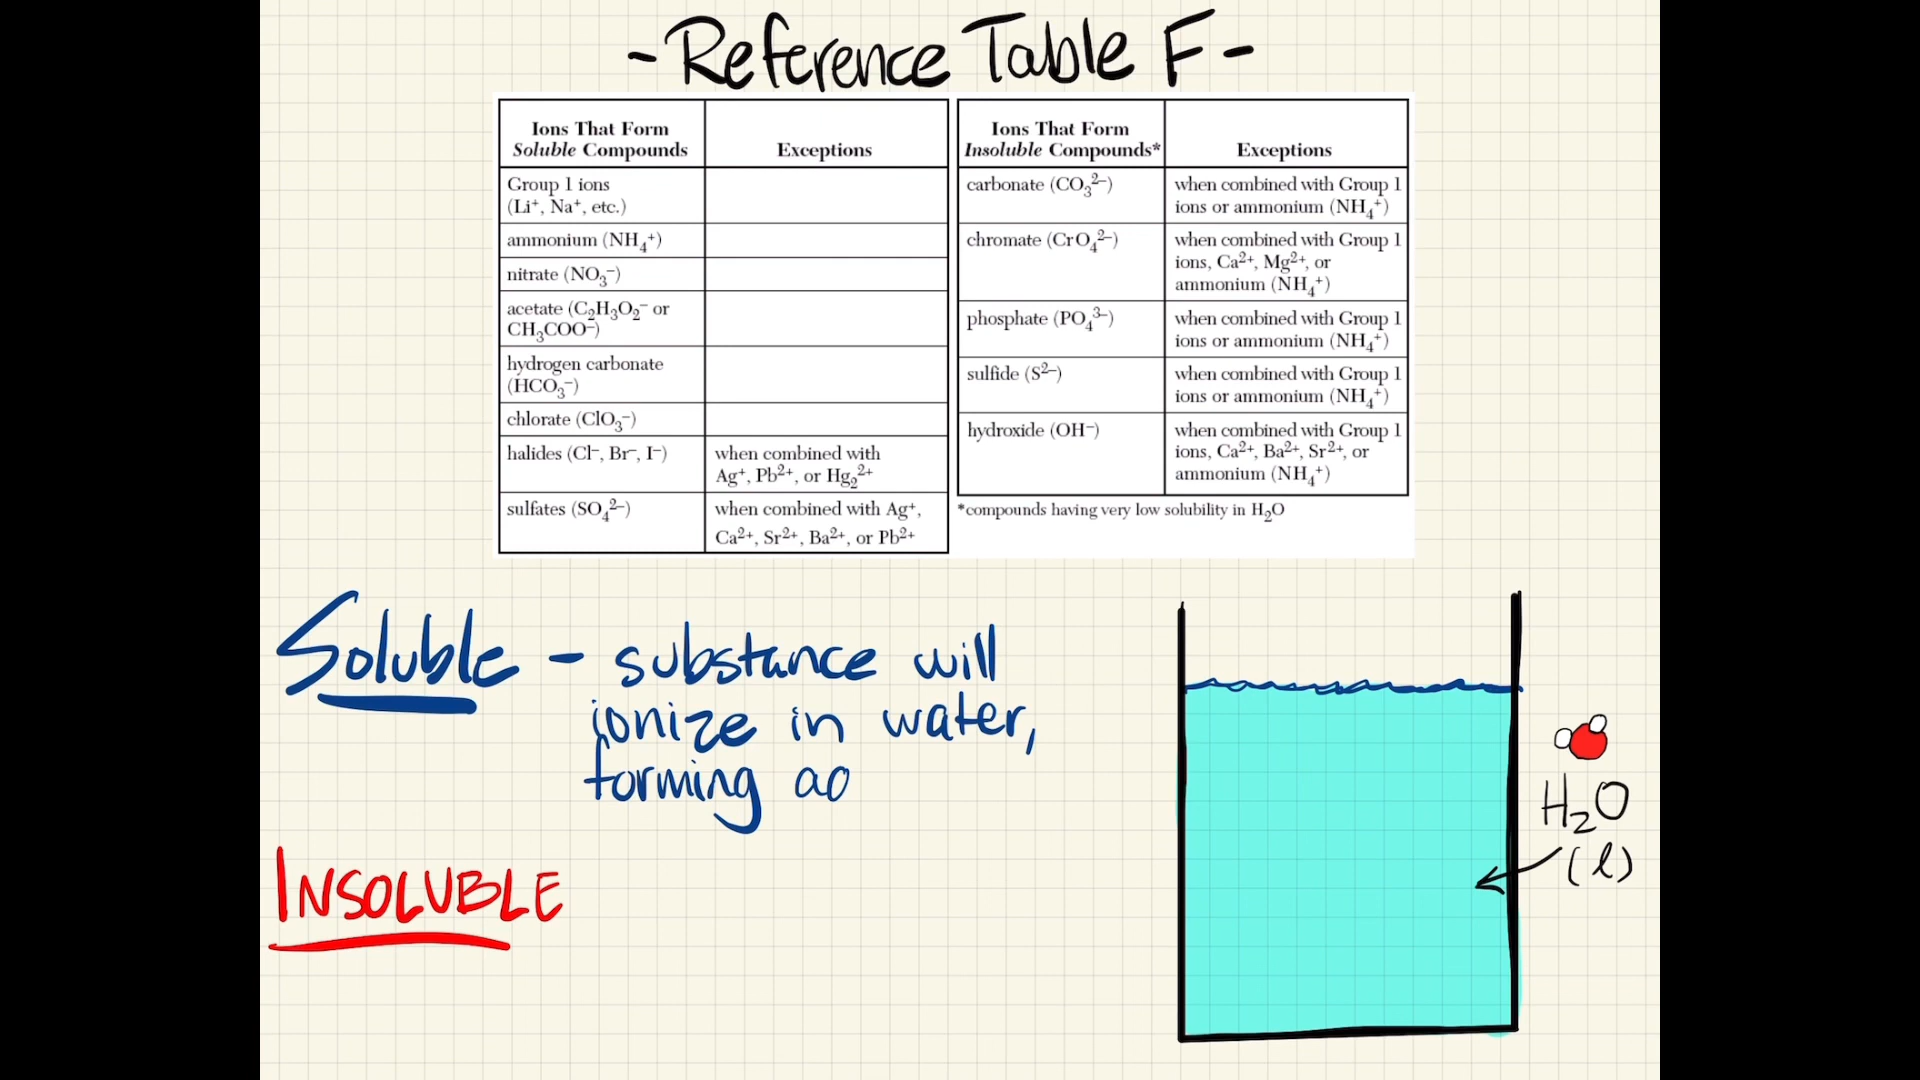 -Reference Table F-
Ions That Form
Soluble Compounds
Exceptions
Group 1 ions
(Li⁺, Na⁺, etc.)
ammonium (NH₄⁺)
nitrate (NO₃⁻)
acetate (C₂H₃O₂⁻ or
CH₃COO⁻)
hydrogen carbonate
(HCO₃⁻)
chlorate (ClO₃⁻)
halides (Cl⁻, Br⁻, I⁻)
when combined with
Ag⁺, Pb²⁺, or Hg₂²⁺
sulfates (SO₄²⁻)
when combined with Ag⁺,
Ca²⁺, Sr²⁺, Ba²⁺, or Pb²⁺
Ions That Form
Insoluble Compounds*
Exceptions
carbonate (CO₃²⁻)
when combined with Group 1
ions or ammonium (NH₄⁺)
chromate (CrO₄²⁻)
when combined with Group 1
ions, Ca²⁺, Mg²⁺, or
ammonium (NH₄⁺)
phosphate (PO₄³⁻)
when combined with Group 1
ions or ammonium (NH₄⁺)
sulfide (S²⁻)
when combined with Group 1
ions or ammonium (NH₄⁺)
hydroxide (OH⁻)
when combined with Group 1
ions, Ca²⁺, Ba²⁺, Sr²⁺, or
ammonium (NH₄⁺)
*compounds having very low solubility in H₂O
Soluble - substance will
ionize in water,
forming ao
INSOLUBLE
H₂O
(l)